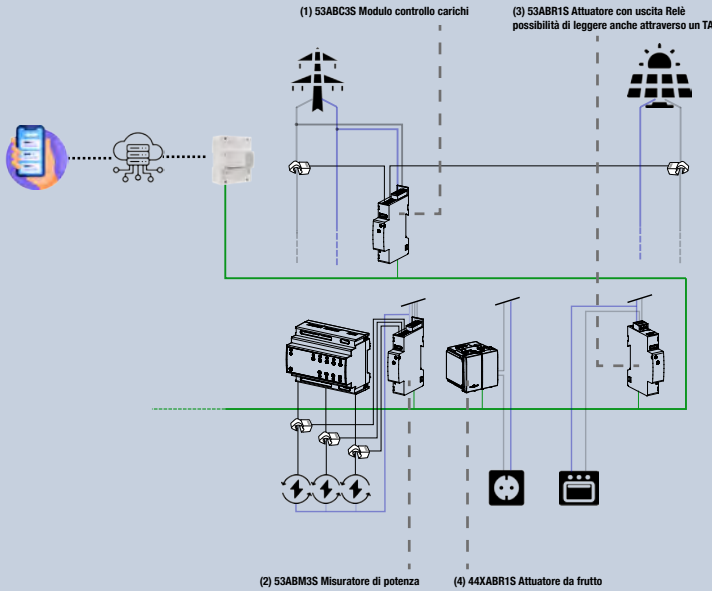 (1) 53ABC3S Modulo controllo carichi
(3) 53ABR1S Attuatore con uscita Relè
possibilità di leggere anche attraverso un TA
(2) 53ABM3S Misuratore di potenza
(4) 44XABR1S Attuatore da frutto